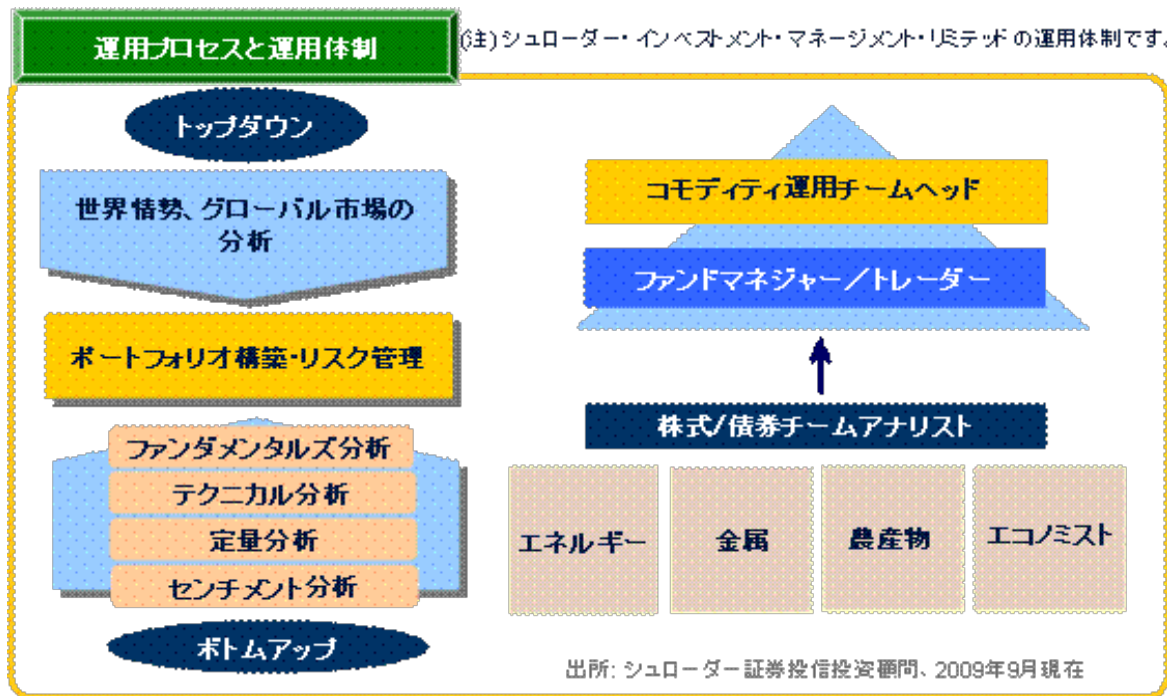 運用プロセスと運用体制
(注)シュローダー・インベストメント・マネージメント・リミテッドの運用体制です。
トップダウン
世界情勢、グローバル市場の
分析
ポートフォリオ構築・リスク管理
ファンダメンタルズ分析
テクニカル分析
定量分析
センチメント分析
ボトムアップ
コモディティ運用チームヘッド
ファンドマネジャー／トレーダー
株式/債券チームアナリスト
エネルギー
金属
農産物
エコノミスト
出所: シュローダー証券投信投資顧問、2009年9月現在